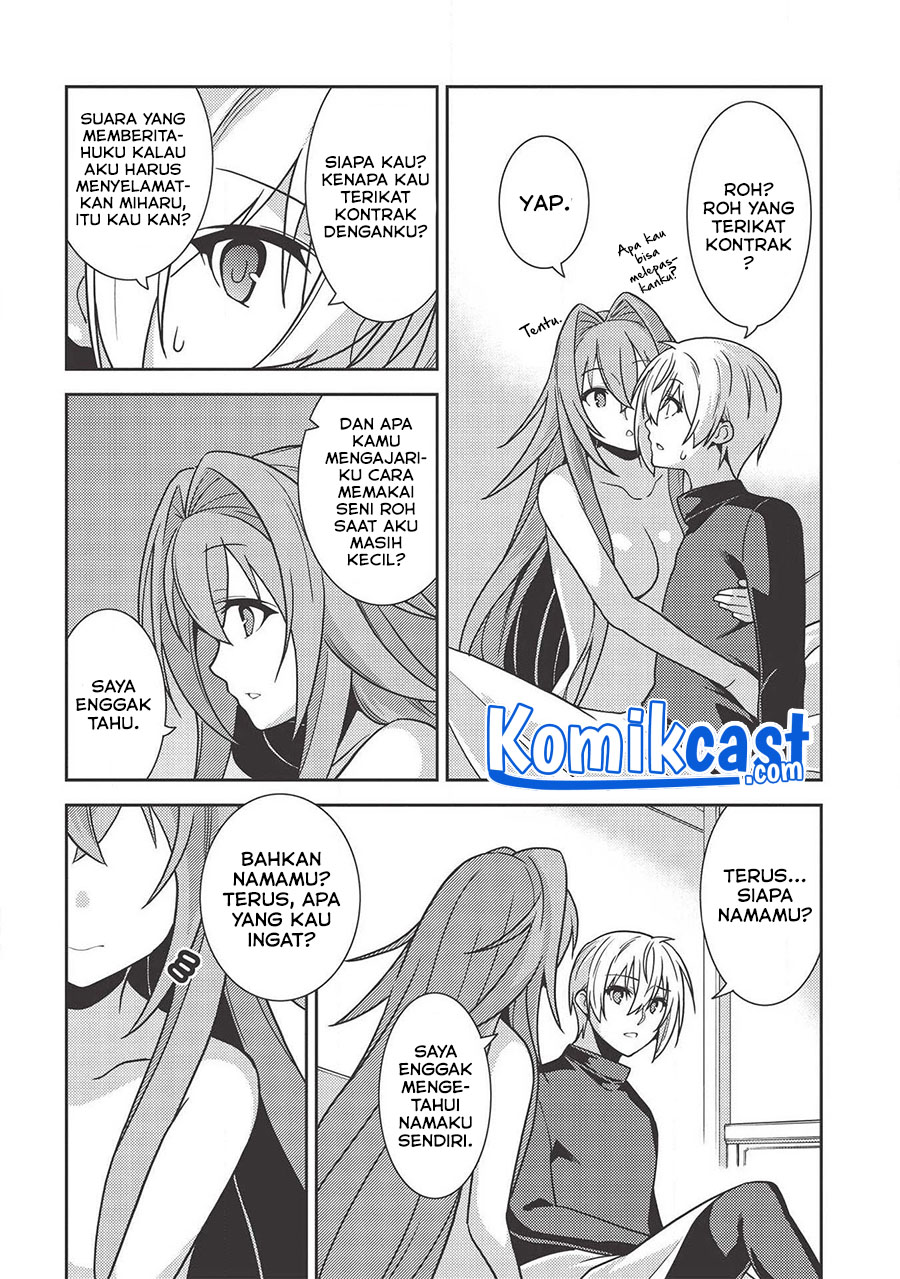 ROH?
ROH YANG
TERIKAT
KONTRAK
?
YAP.
Apa kau
bisa
melepas-
kanku?
Tentu.
SIAPA KAU?
KENAPA KAU
TERIKAT
KONTRAK
DENGANKU?
SUARA YANG
MEMBERITA-
HUKU KALAU
AKU HARUS
MENYELAMAT-
KAN MIHARU,
ITU KAU KAN?
DAN APA
KAMU
MENGAJARI-
KU CARA
MEMAKAI
SENI ROH
SAAT AKU
MASIH
KECIL?
SAYA
ENGGAK
TAHU.
Komikcast
.com
TERUS...
SIAPA
NAMAMU?
SAYA
ENGGAK
MENGE-
TAHUI
NAMAKU
SENDIRI.
BAHKAN
NAMAMU?
TERUS, APA
YANG KAU
INGAT?